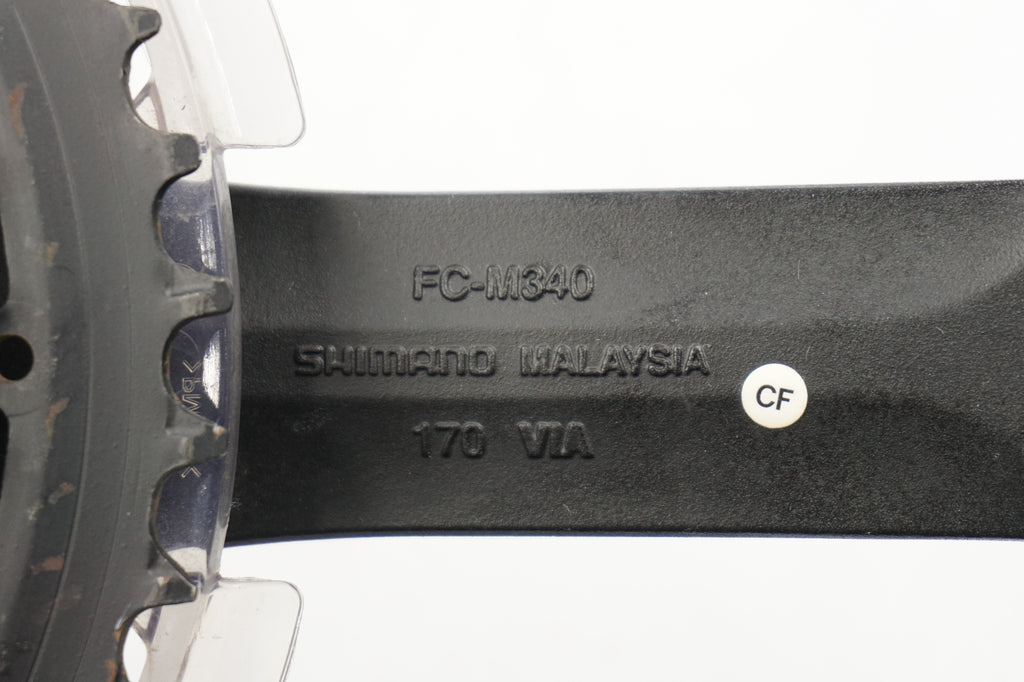 FC-M340
SHIMANO MALAYSIA
CF
170 VIA